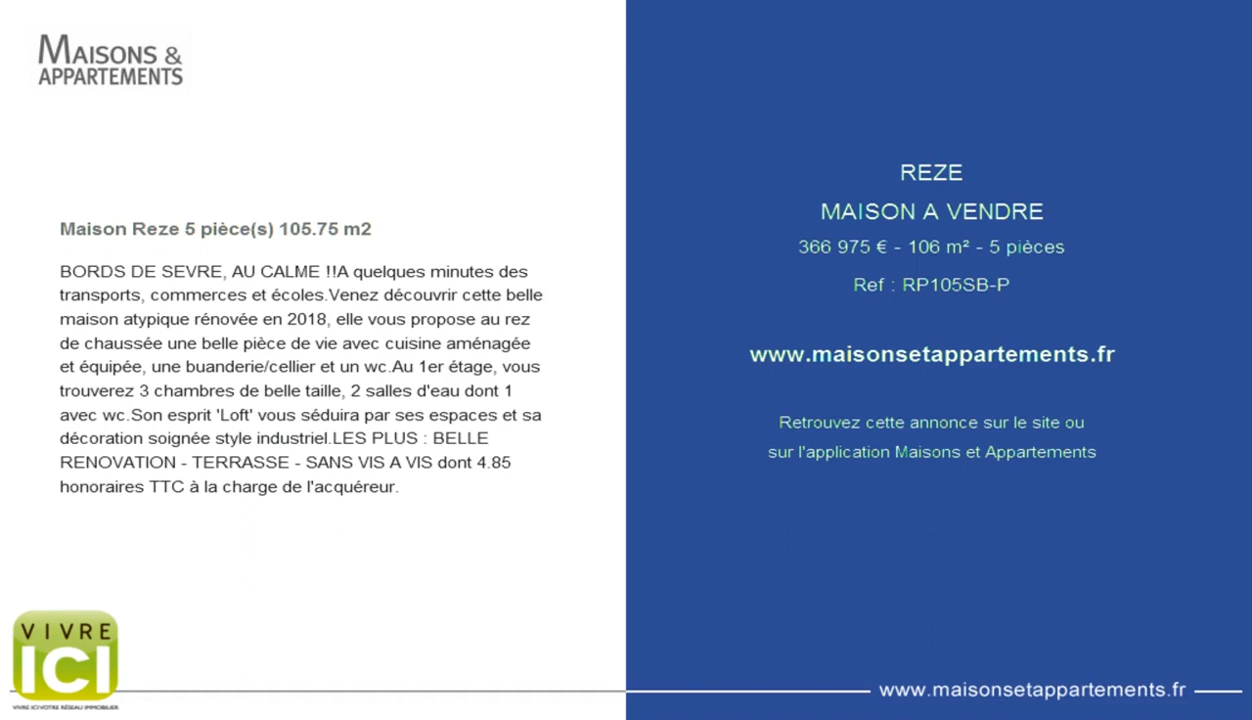 MAISONS &
APPARTEMENTS
Maison Reze 5 pièce(s) 105.75 m2
BORDS DE SEVRE, AU CALME !!A quelques minutes des
transports, commerces et écoles.Venez découvrir cette belle
maison atypique rénovée en 2018, elle vous propose au rez
de chaussée une belle pièce de vie avec cuisine aménagée
et équipée, une buanderie/cellier et un wc.Au 1er étage, vous
trouverez 3 chambres de belle taille, 2 salles d'eau dont 1
avec wc.Son esprit 'Loft' vous séduira par ses espaces et sa
décoration soignée style industriel.LES PLUS : BELLE
RENOVATION - TERRASSE - SANS VIS A VIS dont 4.85
honoraires TTC à la charge de l'acquéreur.
VIVRE
ICI
VIVRE ICI VOTRE RÉSEAU IMMOBILIER
REZE
MAISON A VENDRE
366 975 € - 106 m² - 5 pièces
Ref : RP105SB-P
www.maisonsetappartements.fr
Retrouvez cette annonce sur le site ou
sur l'application Maisons et Appartements
www.maisonsetappartements.fr